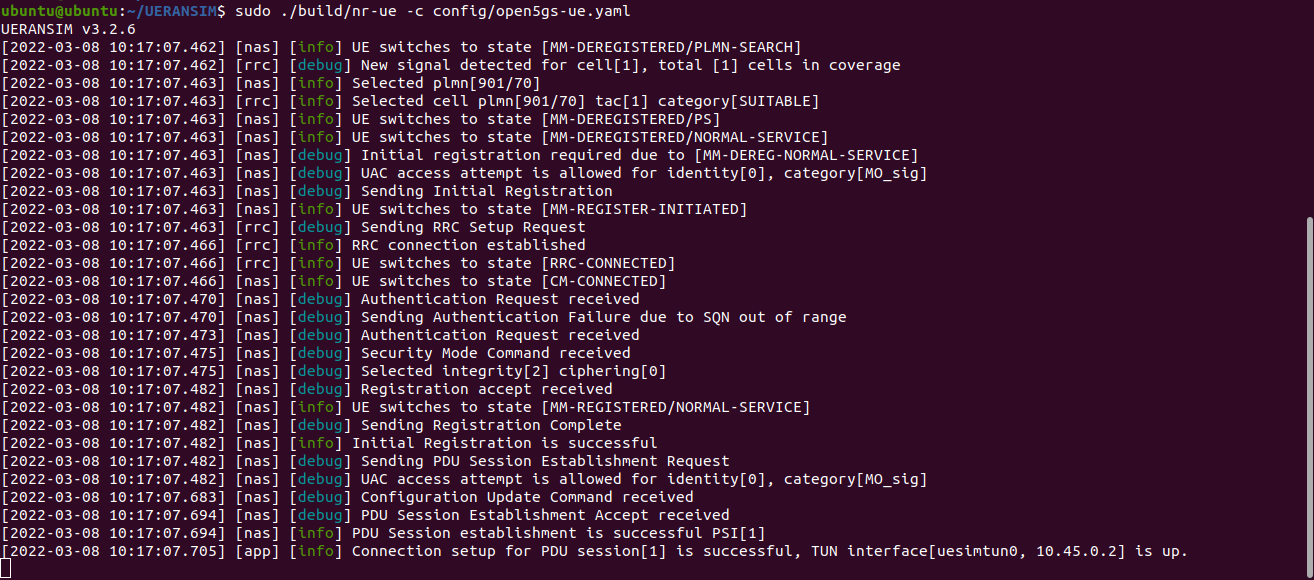 ubuntu@ubuntu:~/UERANSIM$ sudo ./build/nr-ue -c config/open5gs-ue.yaml
UERANSIM v3.2.6
[2022-03-08 10:17:07.462] [nas] [info] UE switches to state [MM-DEREGISTERED/PLMN-SEARCH]
[2022-03-08 10:17:07.462] [rrc] [debug] New signal detected for cell[1], total [1] cells in coverage
[2022-03-08 10:17:07.463] [nas] [info] Selected plmn[901/70]
[2022-03-08 10:17:07.463] [rrc] [info] Selected cell plmn[901/70] tac[1] category[SUITABLE]
[2022-03-08 10:17:07.463] [nas] [info] UE switches to state [MM-DEREGISTERED/PS]
[2022-03-08 10:17:07.463] [nas] [info] UE switches to state [MM-DEREGISTERED/NORMAL-SERVICE]
[2022-03-08 10:17:07.463] [nas] [debug] Initial registration required due to [MM-DEREG-NORMAL-SERVICE]
[2022-03-08 10:17:07.463] [nas] [debug] UAC access attempt is allowed for identity[0], category[MO_sig]
[2022-03-08 10:17:07.463] [nas] [debug] Sending Initial Registration
[2022-03-08 10:17:07.463] [nas] [info] UE switches to state [MM-REGISTER-INITIATED]
[2022-03-08 10:17:07.463] [rrc] [debug] Sending RRC Setup Request
[2022-03-08 10:17:07.466] [rrc] [info] RRC connection established
[2022-03-08 10:17:07.466] [rrc] [info] UE switches to state [RRC-CONNECTED]
[2022-03-08 10:17:07.466] [nas] [info] UE switches to state [CM-CONNECTED]
[2022-03-08 10:17:07.470] [nas] [debug] Authentication Request received
[2022-03-08 10:17:07.470] [nas] [debug] Sending Authentication Failure due to SQN out of range
[2022-03-08 10:17:07.473] [nas] [debug] Authentication Request received
[2022-03-08 10:17:07.475] [nas] [debug] Security Mode Command received
[2022-03-08 10:17:07.475] [nas] [debug] Selected integrity[2] ciphering[0]
[2022-03-08 10:17:07.482] [nas] [debug] Registration accept received
[2022-03-08 10:17:07.482] [nas] [info] UE switches to state [MM-REGISTERED/NORMAL-SERVICE]
[2022-03-08 10:17:07.482] [nas] [debug] Sending Registration Complete
[2022-03-08 10:17:07.482] [nas] [info] Initial Registration is successful
[2022-03-08 10:17:07.482] [nas] [debug] Sending PDU Session Establishment Request
[2022-03-08 10:17:07.482] [nas] [debug] UAC access attempt is allowed for identity[0], category[MO_sig]
[2022-03-08 10:17:07.683] [nas] [debug] Configuration Update Command received
[2022-03-08 10:17:07.694] [nas] [debug] PDU Session Establishment Accept received
[2022-03-08 10:17:07.694] [nas] [info] PDU Session establishment is successful PSI[1]
[2022-03-08 10:17:07.705] [app] [info] Connection setup for PDU session[1] is successful, TUN interface[uesimtun0, 10.45.0.2] is up.